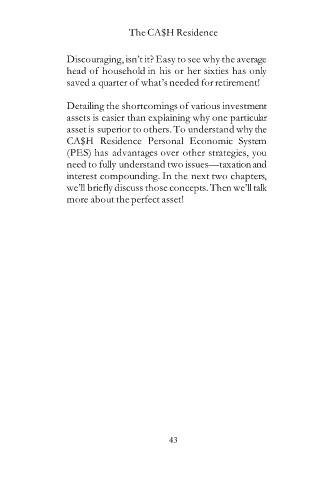 The CA$H Residence
Discouraging, isn't it? Easy to see why the average
head of household in his or her sixties has only
saved a quarter of what's needed for retirement!
Detailing the shortcomings of various investment
assets is easier than explaining why one particular
asset is superior to others. To understand why the
CA$H Residence Personal Economic System
(PES) has advantages over other strategies, you
need to fully understand two issues—taxation and
interest compounding. In the next two chapters,
we'll briefly discuss those concepts. Then we'll talk
more about the perfect asset!
43